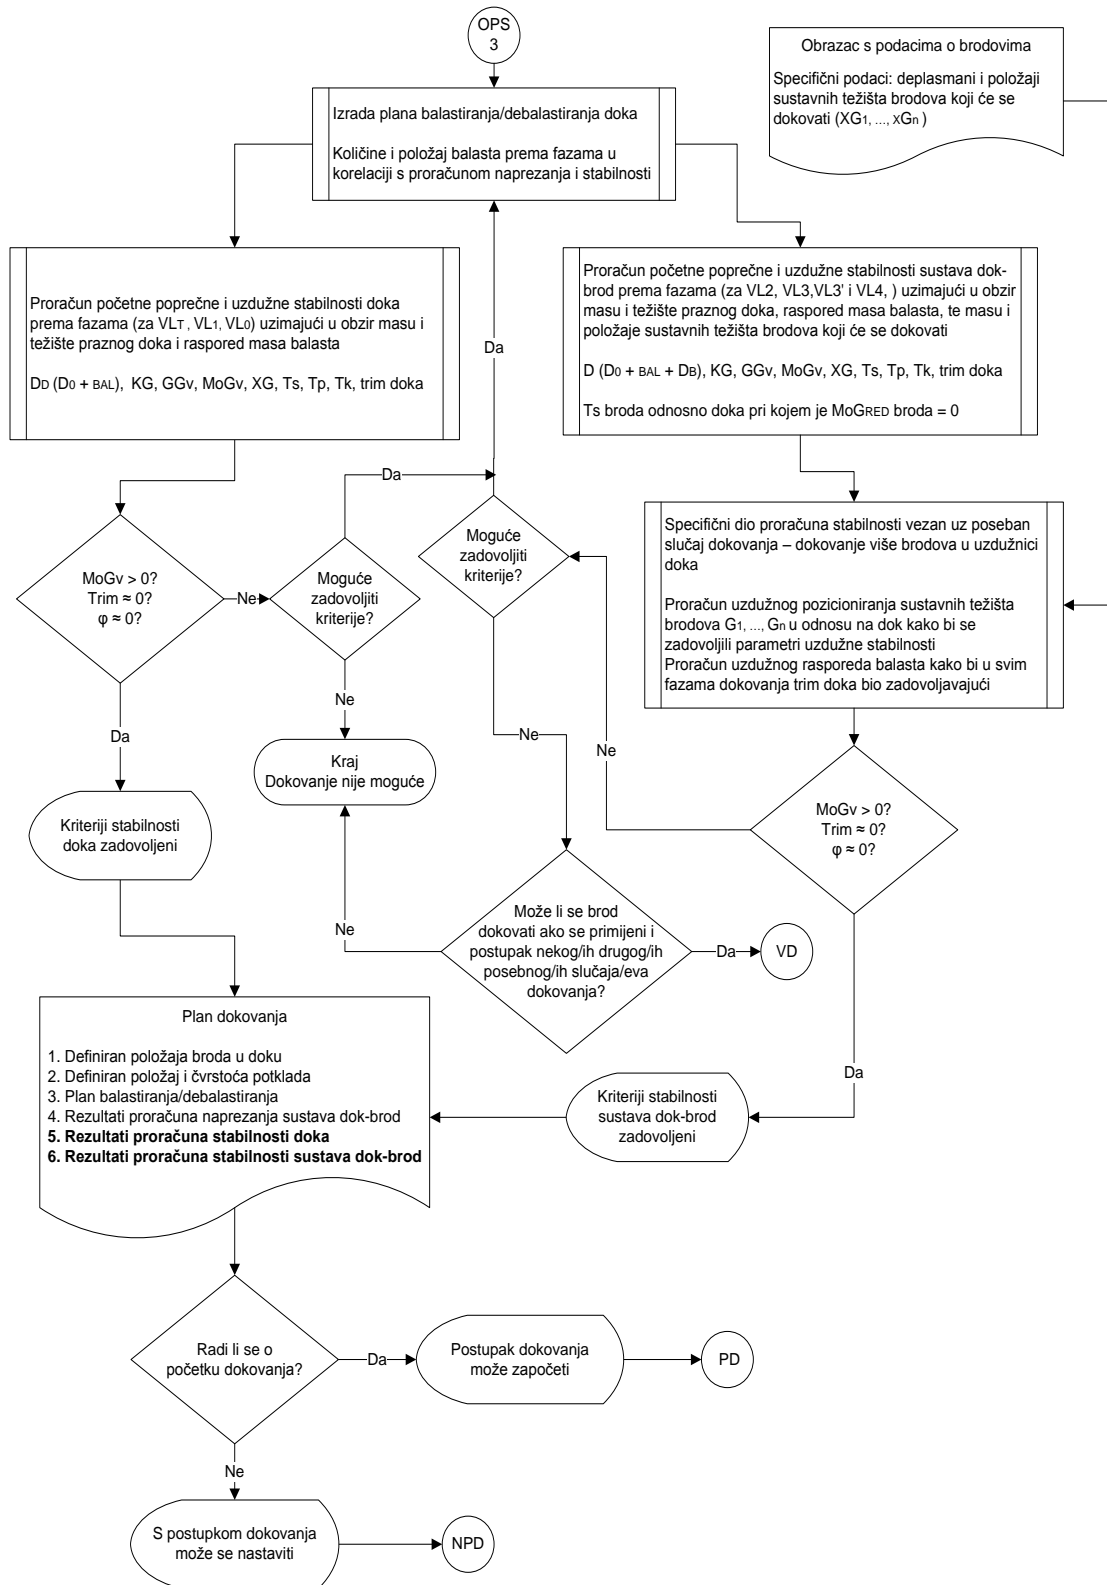 OPS
3
Obrazac s podacima o brodovima
Specifični podaci: deplasmani i položaji
sustavnih težišta brodova koji će se
dokovati (XG1, ..., XGn )
Izrada plana balastiranja/debalastiranja doka
Količine i položaj balasta prema fazama u
korelaciji s proračunom naprezanja i stabilnosti
Da
Proračun početne poprečne i uzdužne stabilnosti doka
prema fazama (za VLT , VL1, VL0) uzimajući u obzir masu i
težište praznog doka i raspored masa balasta
DD (D0 + BAL), KG, GGv, MoGv, XG, Ts, Tp, Tk, trim doka
Proračun početne poprečne i uzdužne stabilnosti sustava dok-
brod prema fazama (za VL2, VL3,VL3' i VL4, ) uzimajući u obzir
masu i težište praznog doka, raspored masa balasta, te masu i
položaje sustavnih težišta brodova koji će se dokovati
D (D0 + BAL + DB), KG, GGv, MoGv, XG, Ts, Tp, Tk, trim doka
Ts broda odnosno doka pri kojem je MoGRED broda = 0
Da
Specifični dio proračuna stabilnosti vezan uz poseban
slučaj dokovanja – dokovanje više brodova u uzdužnici
doka
Proračun uzdužnog pozicioniranja sustavnih težišta
brodova G1, ..., Gn u odnosu na dok kako bi se
zadovoljili parametri uzdužne stabilnosti
Proračun uzdužnog rasporeda balasta kako bi u svim
fazama dokovanja trim doka bio zadovoljavajući
Moguće
zadovoljiti
kriterije?
MoGv > 0?
Trim ≈ 0?
φ ≈ 0?
Ne
Moguće
zadovoljiti
kriterije?
Ne
Da
Ne
Ne
Kraj
Dokovanje nije moguće
MoGv > 0?
Trim ≈ 0?
φ ≈ 0?
Kriteriji stabilnosti
doka zadovoljeni
Ne
Može li se brod
dokovati ako se primijeni i
postupak nekog/ih drugog/ih
posebnog/ih slučaja/eva
dokovanja?
Da
VD
Plan dokovanja
1. Definiran položaja broda u doku
2. Definiran položaj i čvrstoća potklada
3. Plan balastiranja/debalastiranja
4. Rezultati proračuna naprezanja sustava dok-brod
5. Rezultati proračuna stabilnosti doka
6. Rezultati proračuna stabilnosti sustava dok-brod
Da
Kriteriji stabilnosti
sustava dok-brod
zadovoljeni
Radi li se o
početku dokovanja?
Da
Postupak dokovanja
može započeti
PD
Ne
S postupkom dokovanja
može se nastaviti
NPD